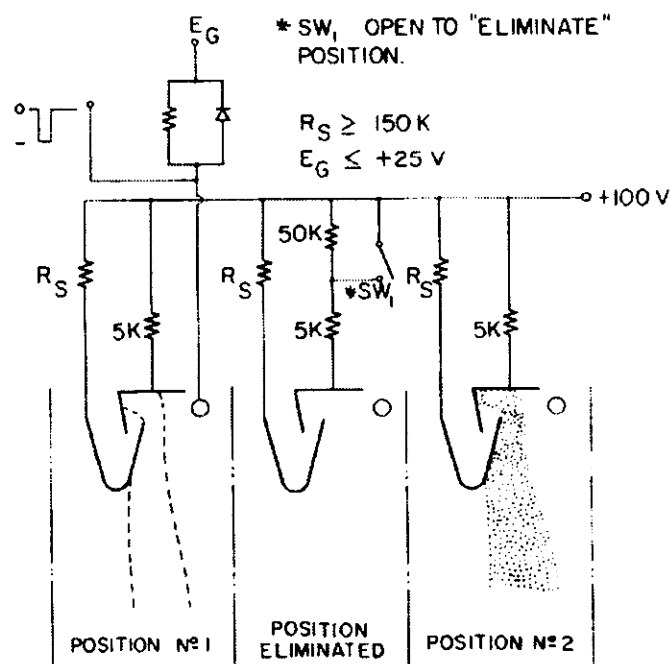 E_G
* SW₁ OPEN TO "ELIMINATE"
POSITION.
R_S ≥ 150 K
E_G ≤ +25 V
−
+100 V
50K
R_S
R_S
*SW₁
R_S
5K
5K
5K
POSITION Nº 1
POSITION
ELIMINATED
POSITION Nº 2